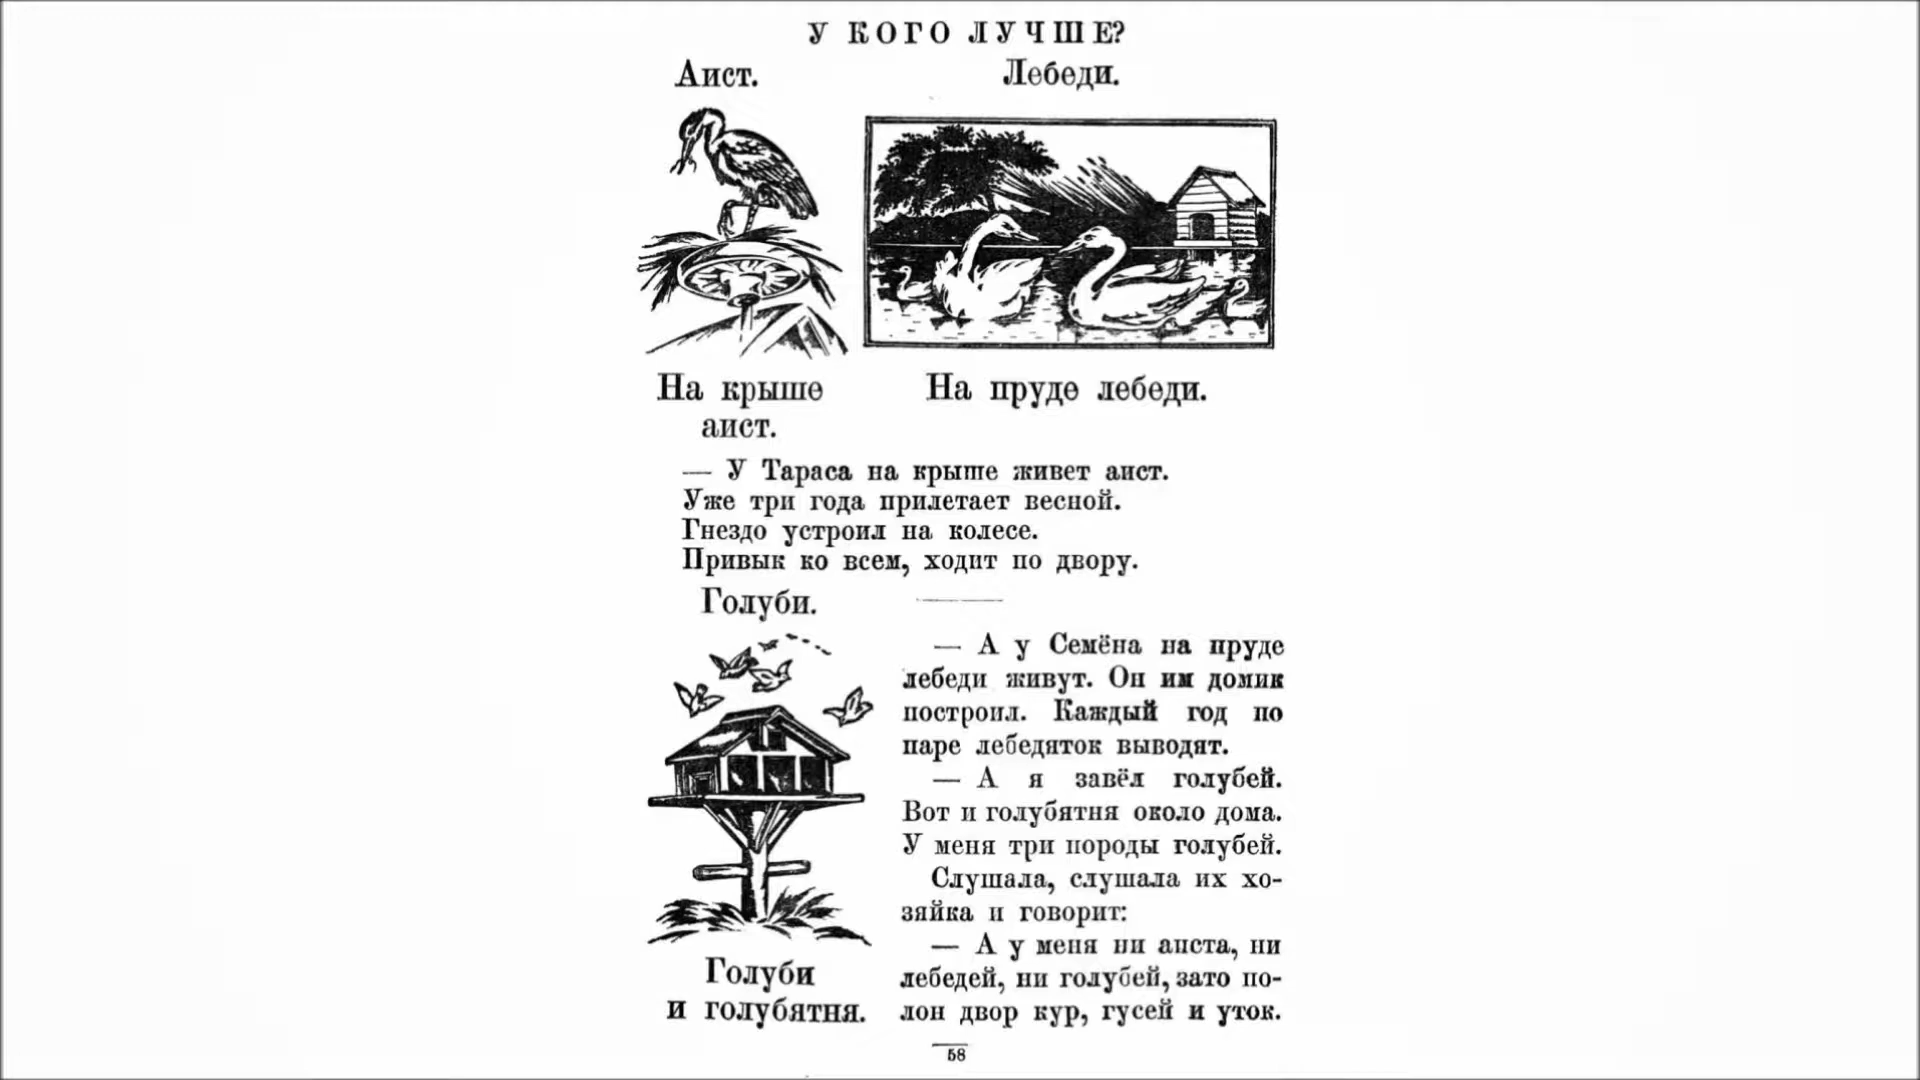 У КОГО ЛУЧШЕ?
Аист.
Лебеди.
На крыше
аист.
На пруде лебеди.
— У Тараса на крыше живет аист.
Уже три года прилетает весной.
Гнездо устроил на колесе.
Привык ко всем, ходит по двору.
Голуби.
Голуби
и голубятня.
— А у Семёна на пруде
лебеди живут. Он им домик
построил. Каждый год по
паре лебедяток выводят.
— А я завёл голубей.
Вот и голубятня около дома.
У меня три породы голубей.
Слушала, слушала их хо-
зяйка и говорит:
— А у меня ни аиста, ни
лебедей, ни голубей, зато по-
лон двор кур, гусей и уток.
58